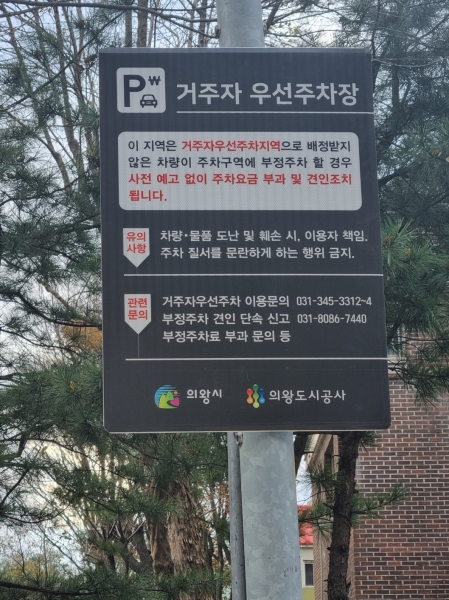 P ₩
거주자 우선주차장
이 지역은 거주자우선주차지역으로 배정받지
않은 차량이 주차구역에 부정주차 할 경우
사전 예고 없이 주차요금 부과 및 견인조치
됩니다.
유의
사항
차량·물품 도난 및 훼손 시, 이용자 책임.
주차 질서를 문란하게 하는 행위 금지.
관련
문의
거주자우선주차 이용문의 031-345-3312~4
부정주차 견인 단속 신고 031-8086-7440
부정주차료 부과 문의 등
의왕시 의왕도시공사